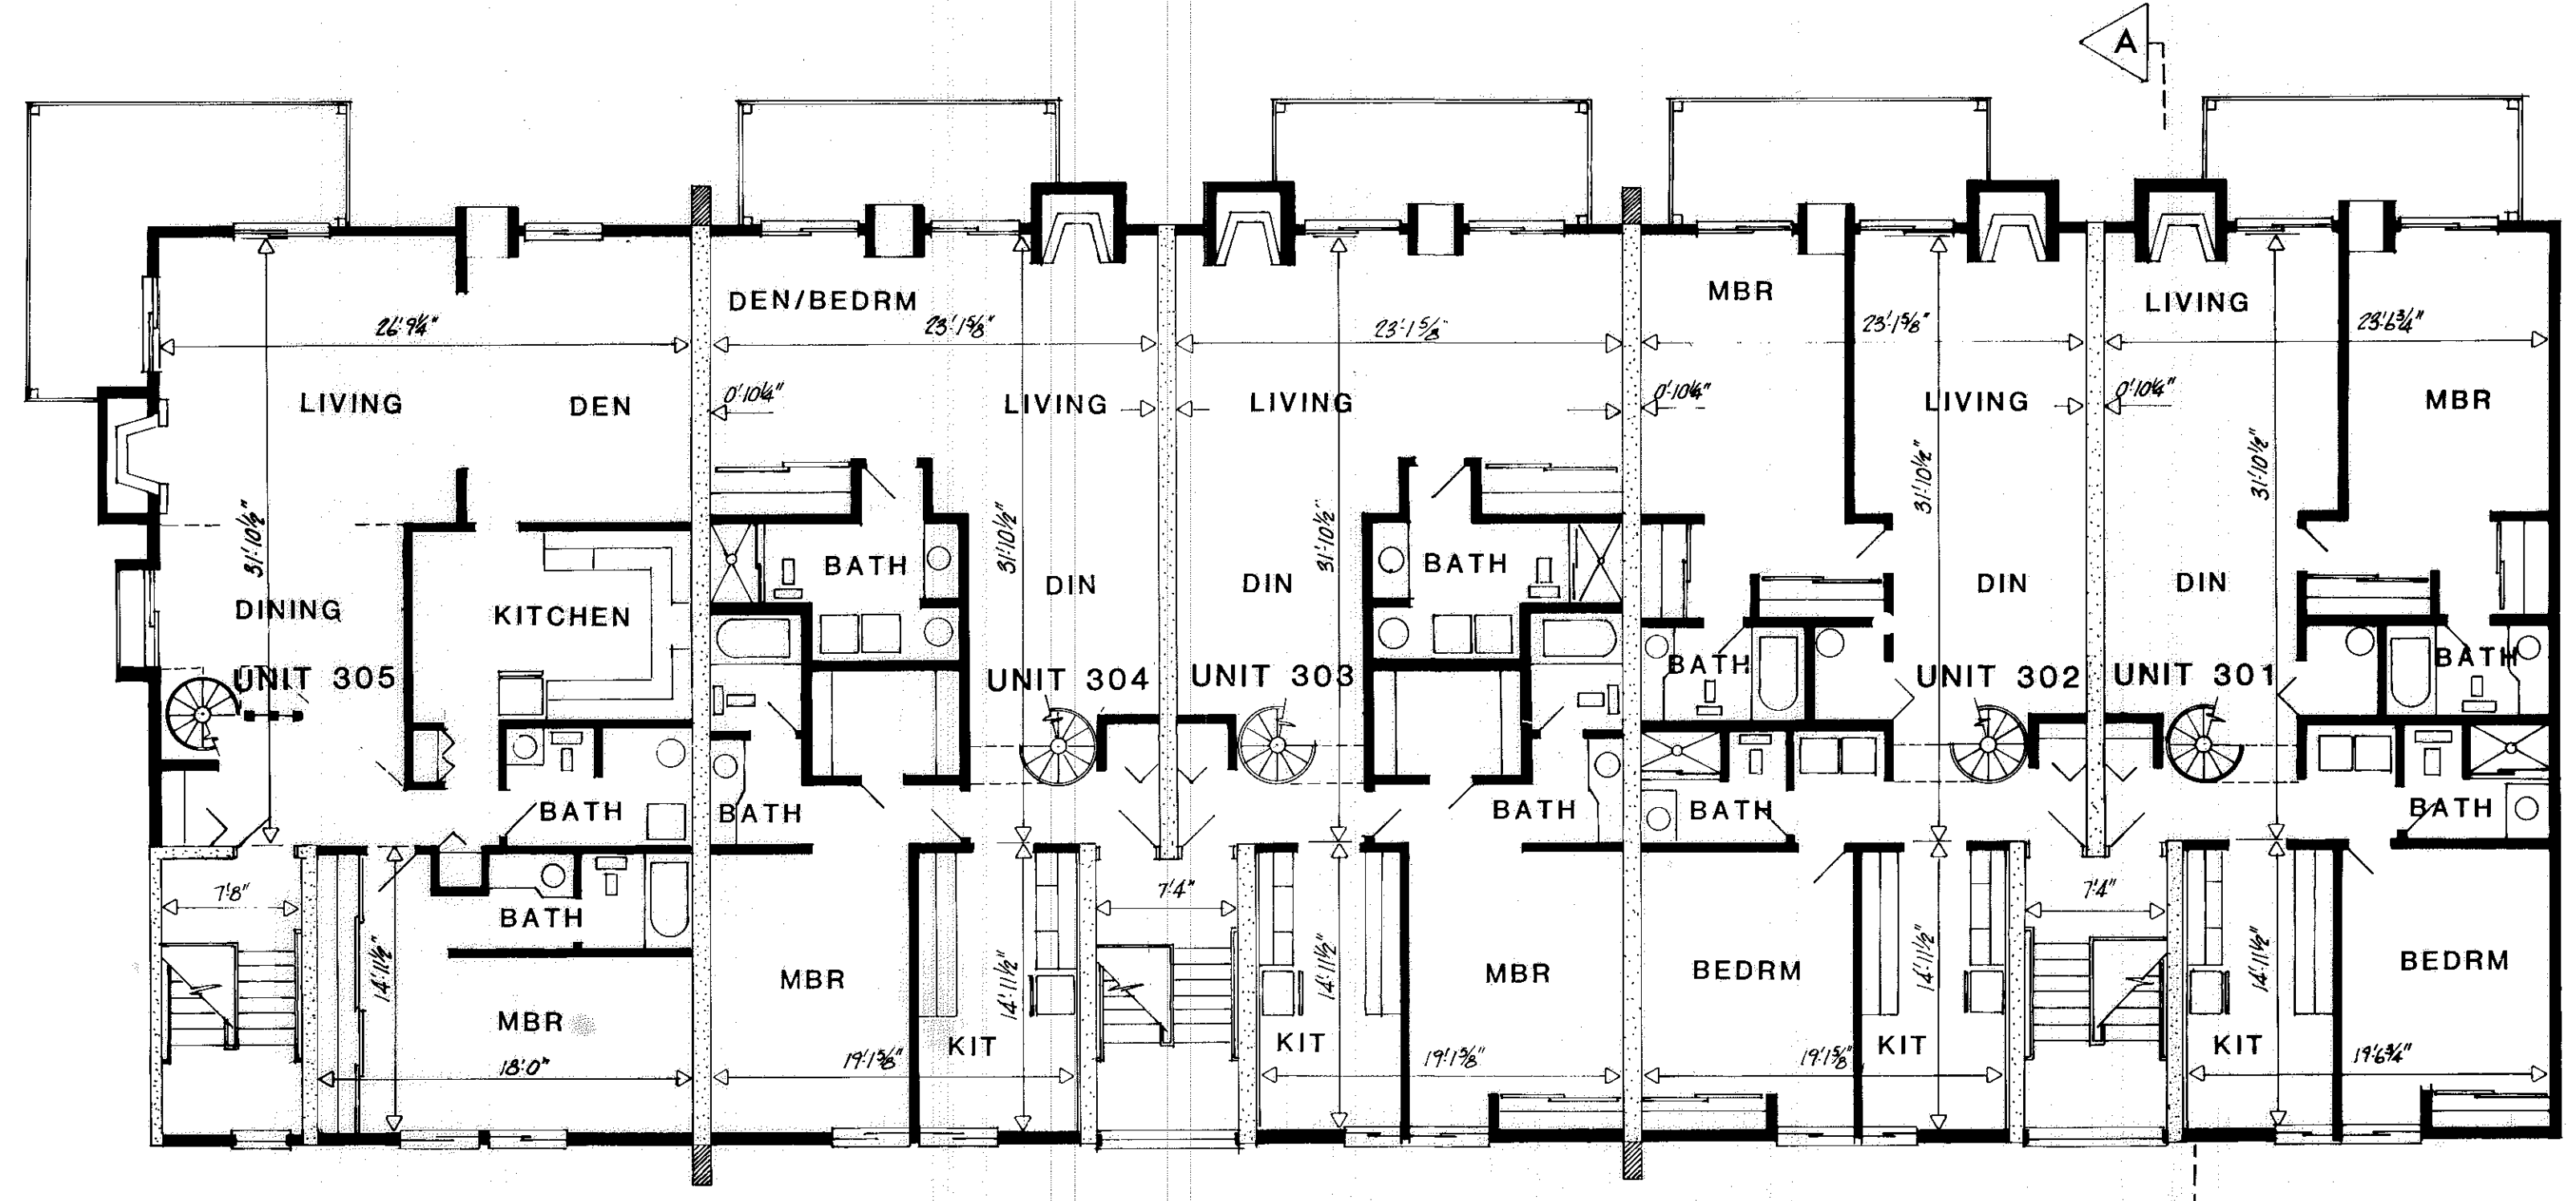 A
DEN/BEDRM
MBR
LIVING
26'-9¼"
23'-1⅝"
23'-1⅝"
23'-1⅝"
23'-6¾"
LIVING
DEN
0'-10¼"
LIVING
LIVING
0'-10¼"
LIVING
0'-10¼"
MBR
31'-10½"
31'-10½"
31'-10½"
31'-10½"
31'-10½"
BATH
BATH
DINING
KITCHEN
DIN
DIN
DIN
DIN
BATH
BATH
UNIT 305
UNIT 304
UNIT 303
UNIT 302
UNIT 301
BATH
BATH
BATH
BATH
BATH
7'-8"
BATH
7'-4"
7'-4"
14'-11½"
14'-11½"
14'-11½"
14'-11½"
14'-11½"
MBR
MBR
MBR
BEDRM
BEDRM
KIT
KIT
KIT
KIT
18'-0"
19'-1⅝"
19'-1⅝"
19'-1⅝"
19'-6¾"